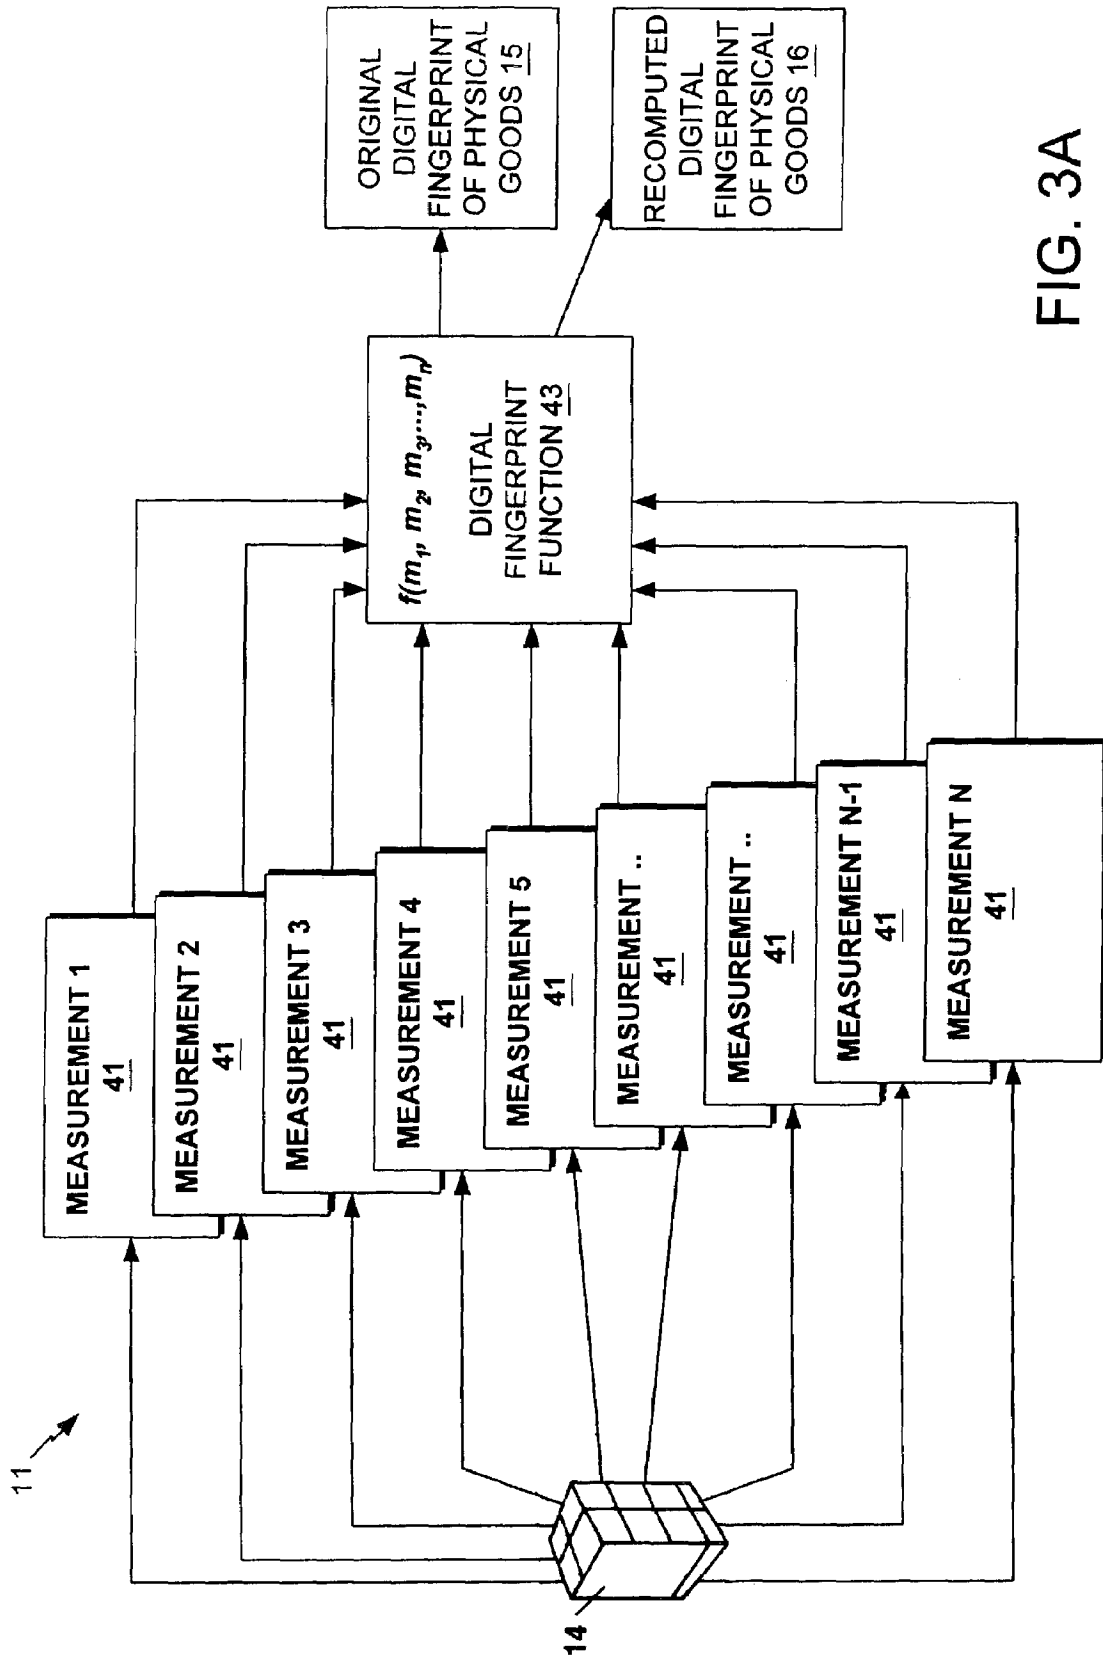 11
14
MEASUREMENT 1
41
MEASUREMENT 2
41
MEASUREMENT 3
41
MEASUREMENT 4
41
MEASUREMENT 5
41
MEASUREMENT ..
41
MEASUREMENT ..
41
MEASUREMENT N-1
41
MEASUREMENT N
41
f(m1, m2, m3,...,mn)
DIGITAL
FINGERPRINT
FUNCTION 43
ORIGINAL
DIGITAL
FINGERPRINT
OF PHYSICAL
GOODS 15
RECOMPUTED
DIGITAL
FINGERPRINT
OF PHYSICAL
GOODS 16
FIG. 3A